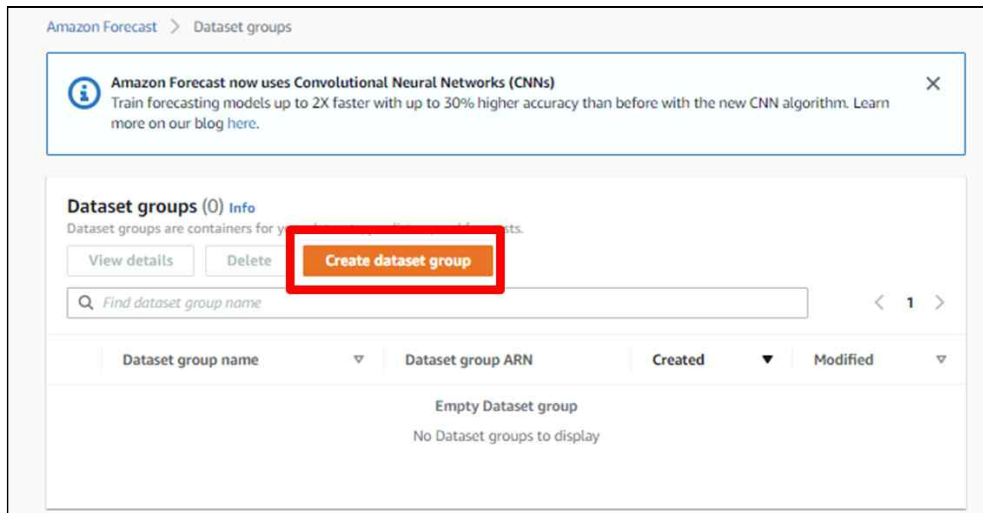 Amazon Forecast > Dataset groups
Amazon Forecast now uses Convolutional Neural Networks (CNNs)
Train forecasting models up to 2X faster with up to 30% higher accuracy than before with the new CNN algorithm. Learn
more on our blog here.
Dataset groups (0) Info
Dataset groups are containers for
View details Delete Create dataset group
Find dataset group name
1
Dataset group name Dataset group ARN Created Modified
Empty Dataset group
No Dataset groups to display